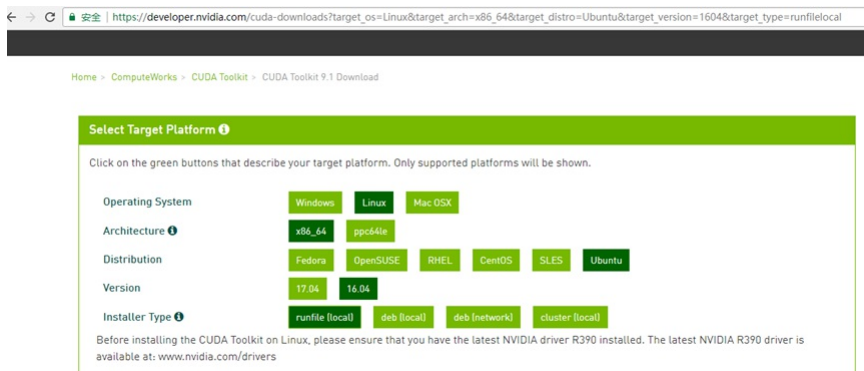 安全 | https://developer.nvidia.com/cuda-downloads?target_os=Linux&target_arch=x86_64&target_distro=Ubuntu&target_version=1604&target_type=runfilelocal
Home > ComputeWorks > CUDA Toolkit > CUDA Toolkit 9.1 Download
Select Target Platform
Click on the green buttons that describe your target platform. Only supported platforms will be shown.
Operating System Windows Linux Mac OSX
Architecture x86_64 ppc64le
Distribution Fedora OpenSUSE RHEL CentOS SLES Ubuntu
Version 17.04 16.04
Installer Type runfile (local) deb (local) deb (network) cluster (local)
Before installing the CUDA Toolkit on Linux, please ensure that you have the latest NVIDIA driver R390 installed. The latest NVIDIA R390 driver is
available at: www.nvidia.com/drivers